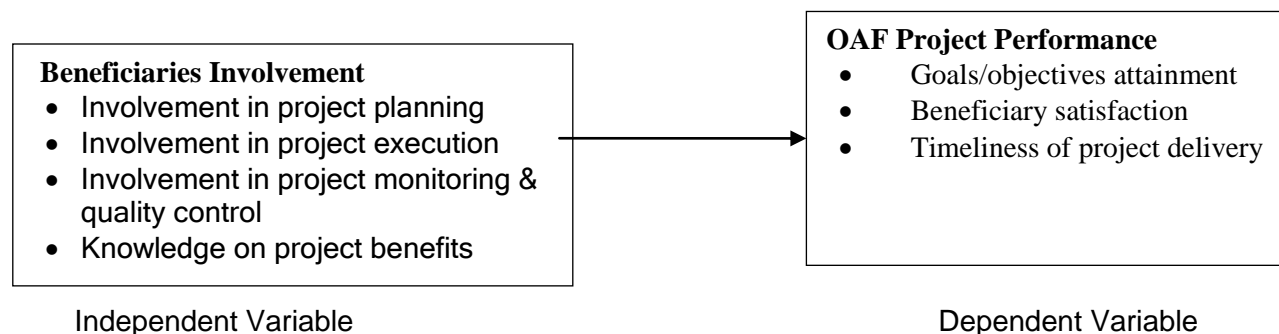 Beneficiaries Involvement
• Involvement in project planning
• Involvement in project execution
• Involvement in project monitoring &
quality control
• Knowledge on project benefits
Independent Variable
OAF Project Performance
• Goals/objectives attainment
• Beneficiary satisfaction
• Timeliness of project delivery
Dependent Variable